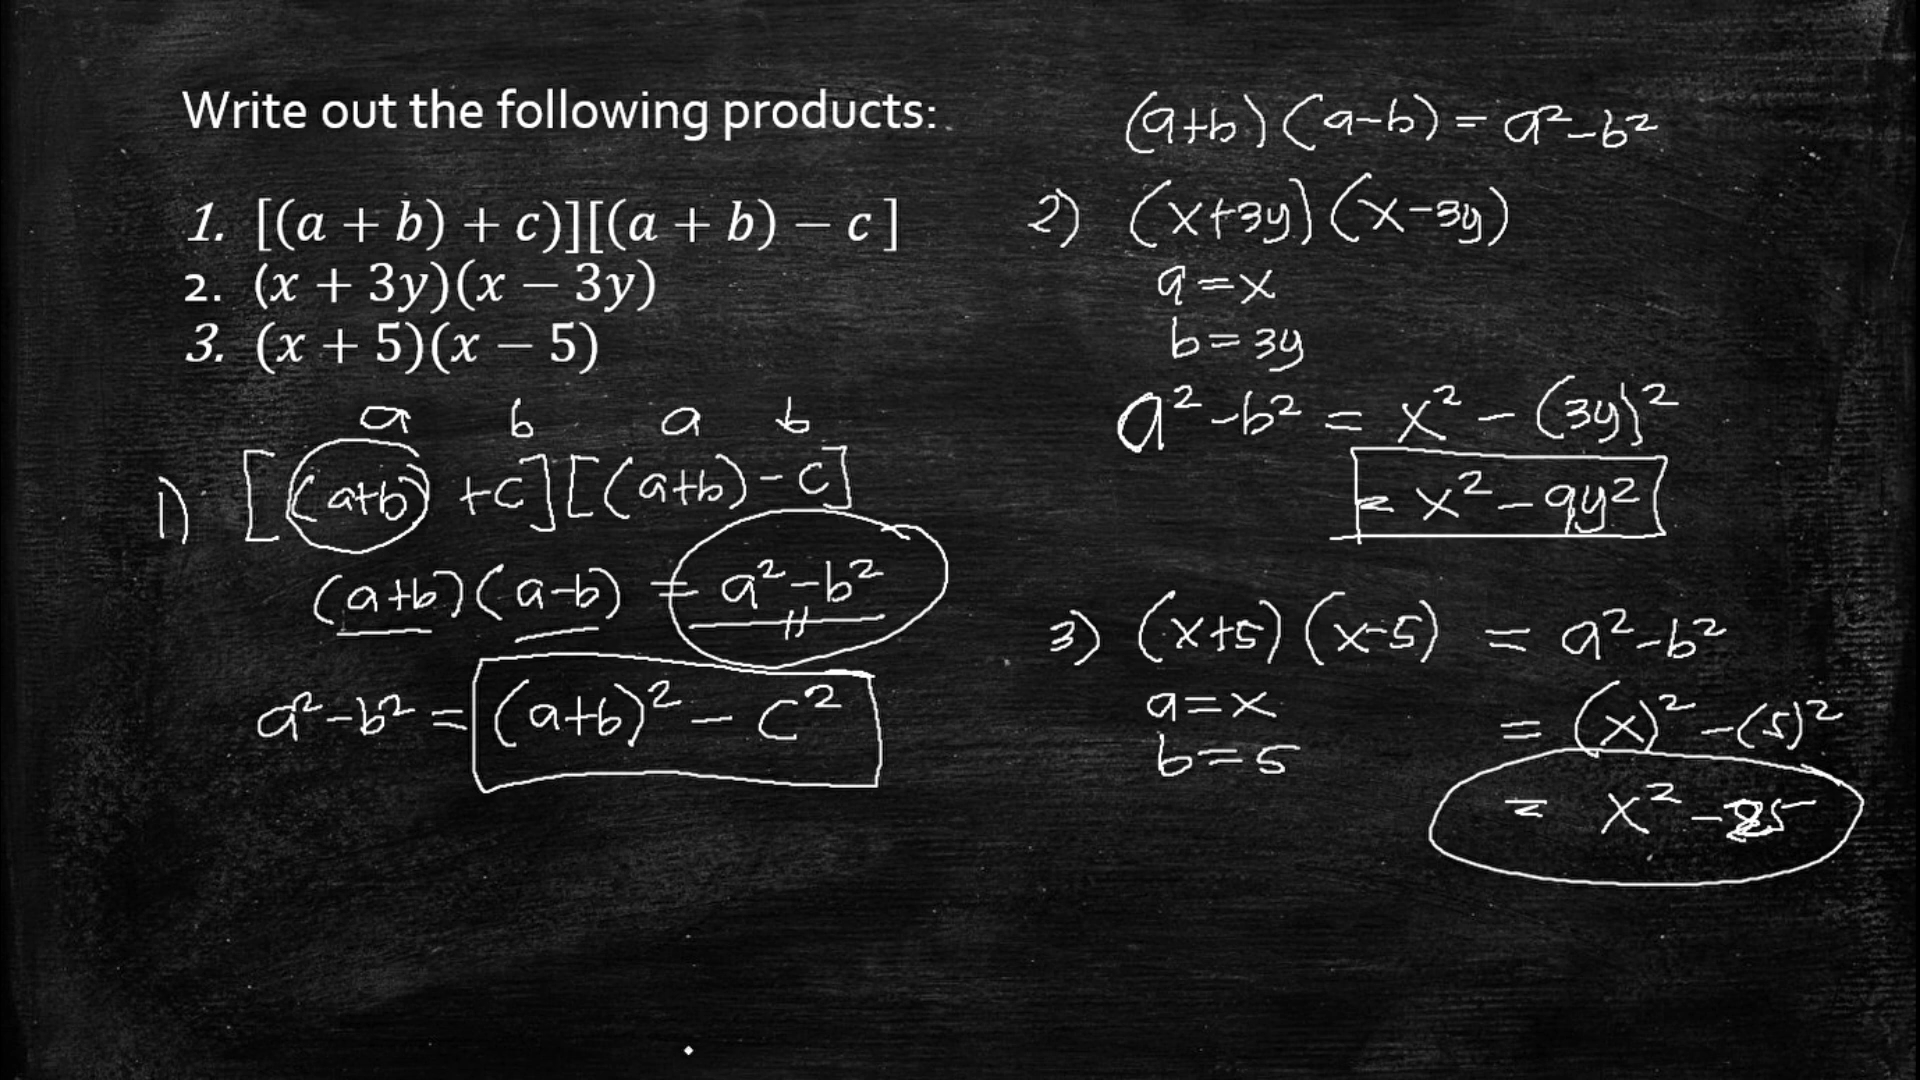 Write out the following products:
1. [(a + b) + c)][(a + b) − c]
2. (x + 3y)(x − 3y)
3. (x + 5)(x − 5)
a b a b
1) [(a+b) +c][(a+b)-c]
(a+b)(a-b) = a²-b²
a²-b² = (a+b)² - c²
(a+b)(a-b) = a²-b²
2) (x+3y)(x-3y)
a=x
b=3y
a²-b² = x² - (3y)²
= x² - 9y²
3) (x+5)(x-5) = a²-b²
a=x
b=5
= (x)² - (5)²
= x² - 25